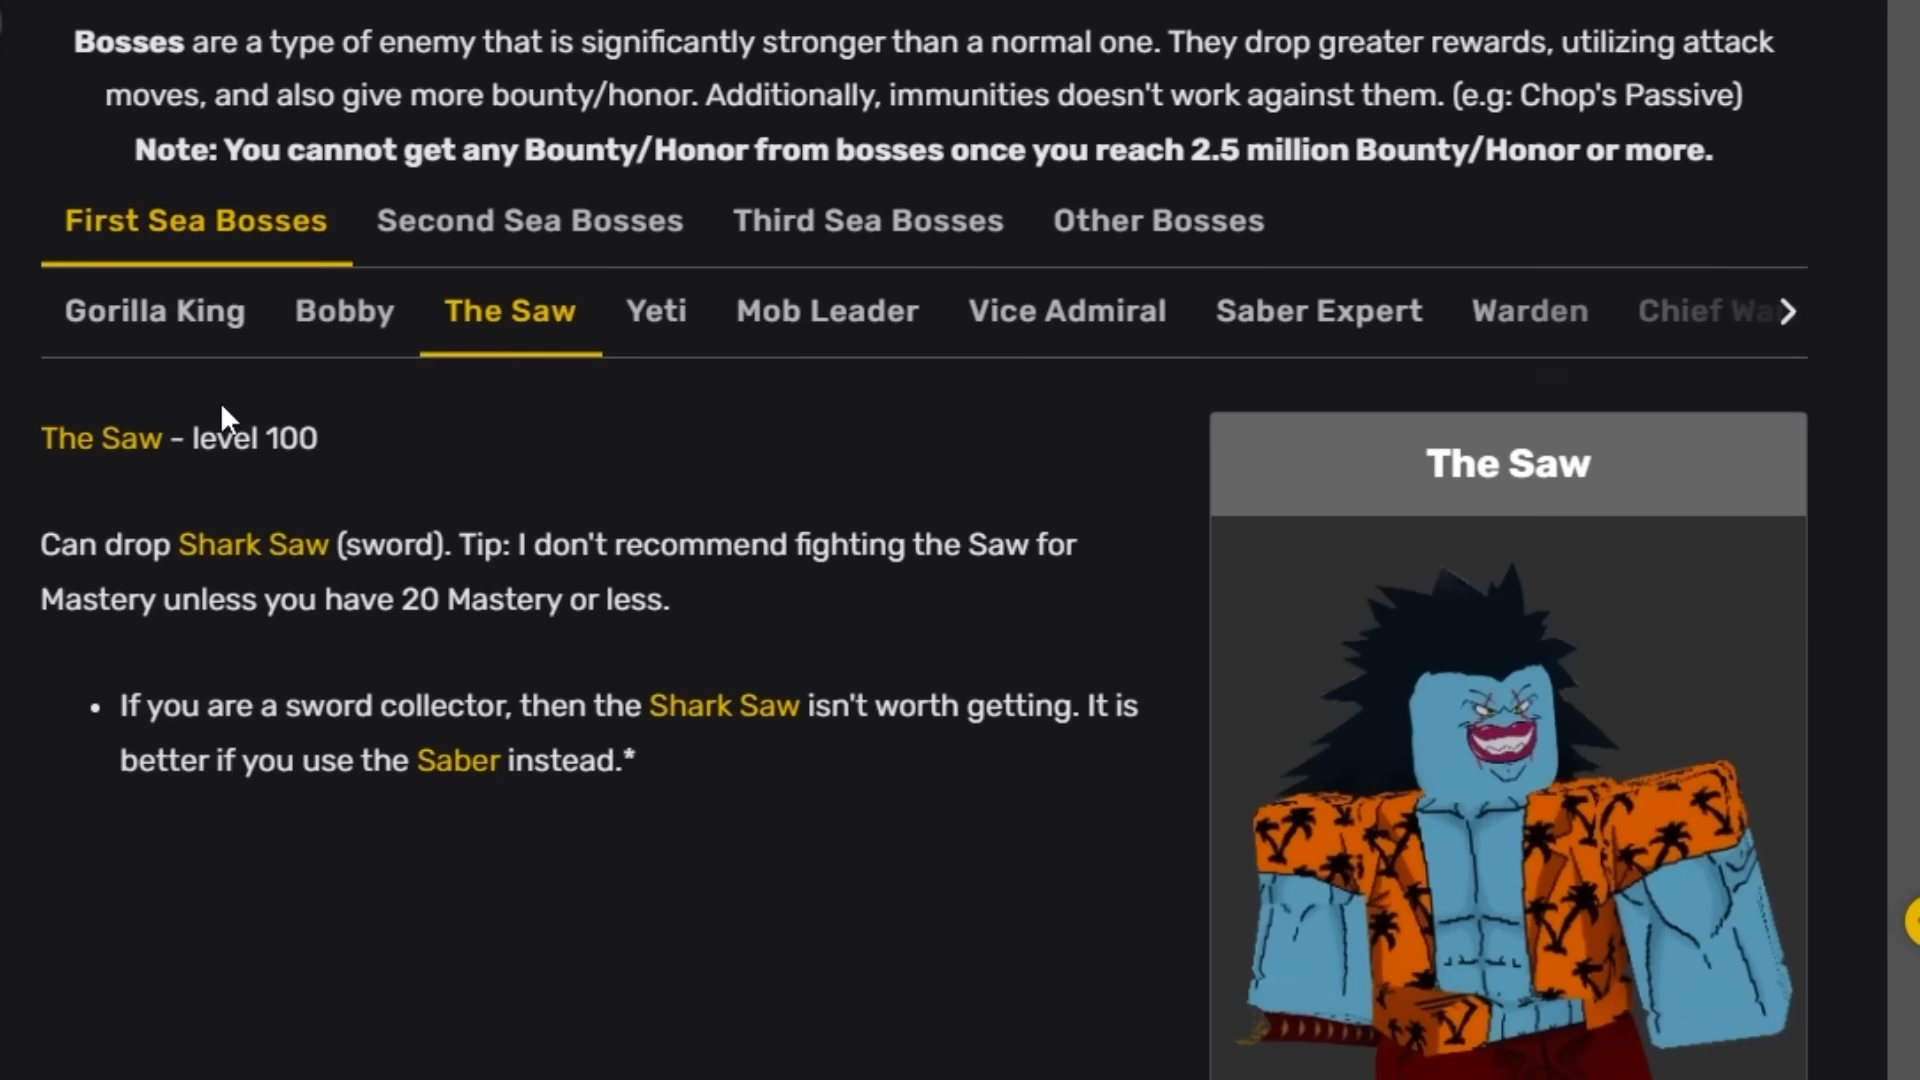 Bosses are a type of enemy that is significantly stronger than a normal one. They drop greater rewards, utilizing attack
moves, and also give more bounty/honor. Additionally, immunities doesn't work against them. (e.g: Chop's Passive)
Note: You cannot get any Bounty/Honor from bosses once you reach 2.5 million Bounty/Honor or more.
First Sea Bosses Second Sea Bosses Third Sea Bosses Other Bosses
Gorilla King Bobby The Saw Yeti Mob Leader Vice Admiral Saber Expert Warden Chief Wa
The Saw - level 100
The Saw
Can drop Shark Saw (sword). Tip: I don't recommend fighting the Saw for
Mastery unless you have 20 Mastery or less.
• If you are a sword collector, then the Shark Saw isn't worth getting. It is
better if you use the Saber instead.*